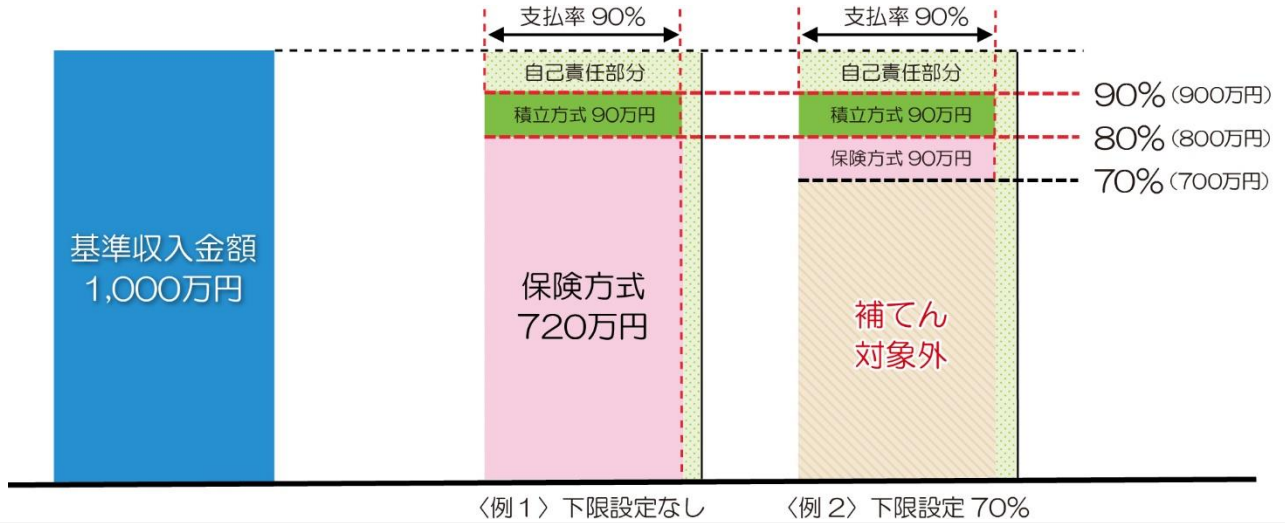 支払率 90%
支払率 90%
自己責任部分
自己責任部分
90%(900万円)
積立方式 90万円
積立方式 90万円
80%(800万円)
保険方式 90万円
70%(700万円)
基準収入金額
1,000万円
保険方式
720万円
補てん
対象外
〈例1〉下限設定なし
〈例2〉下限設定 70%